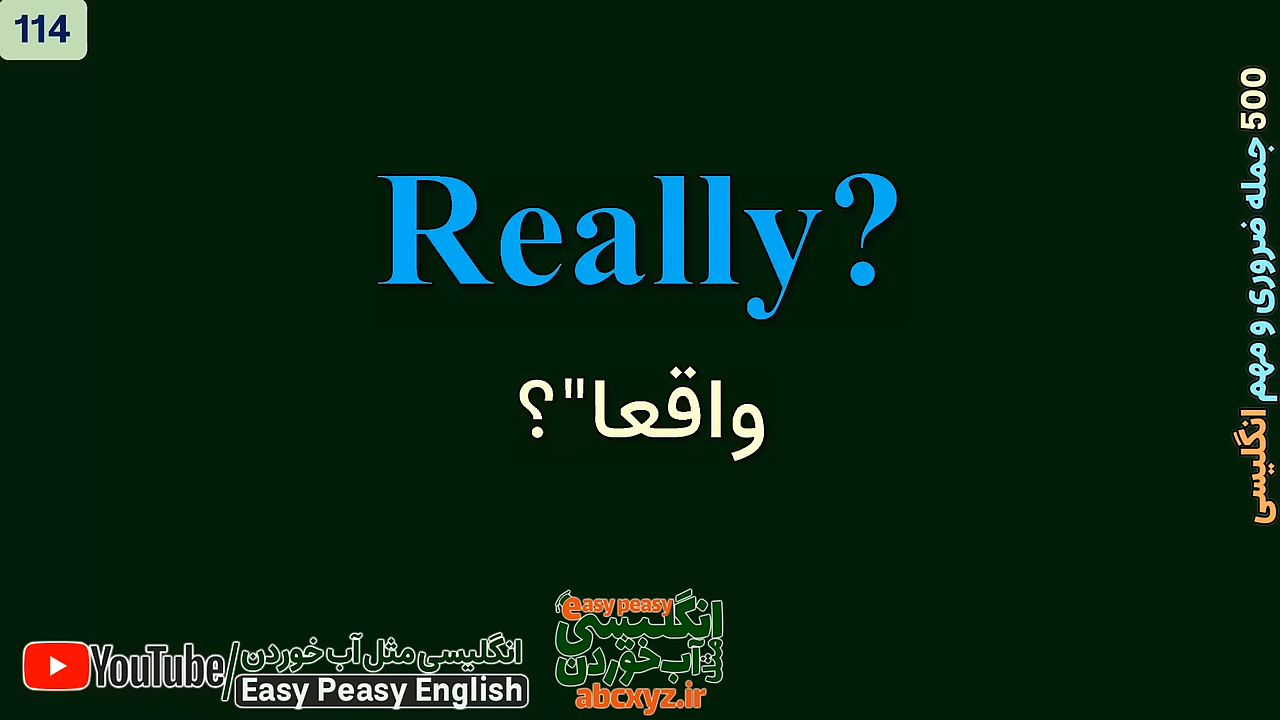 114
Really?
واقعا"؟
500 جمله ضروری و مهم انگلیسی
YouTube/انگلیسی مثل آب خوردن
Easy Peasy English
easy peasy
انگلیسی
مثل آب خوردن
abcxyz.ir